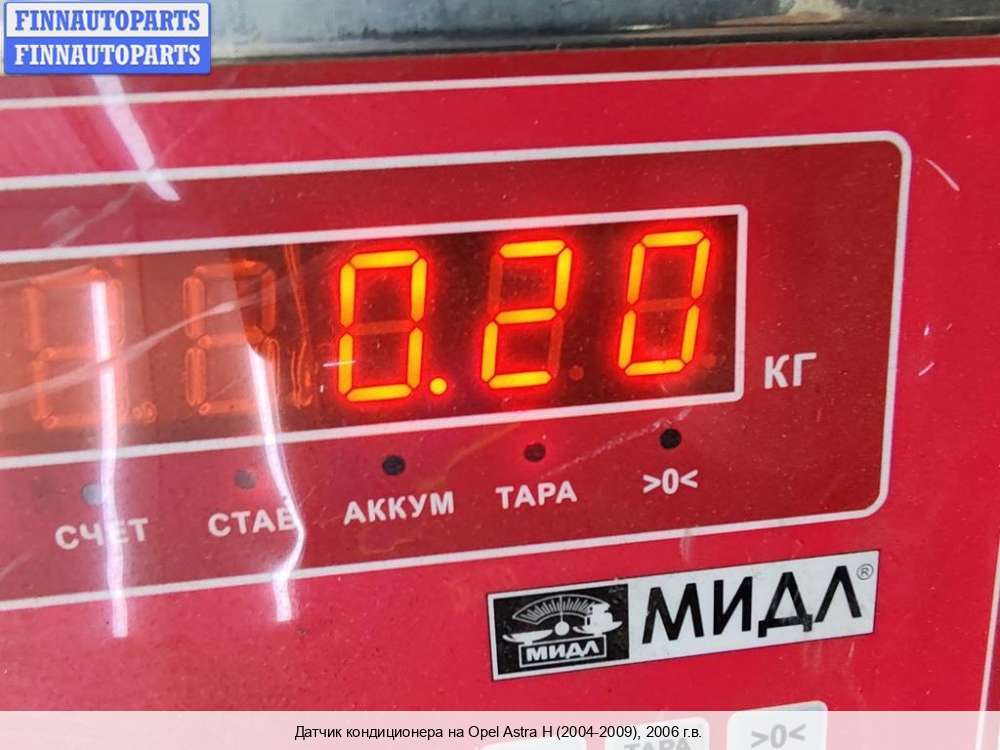 FINNAUTOPARTS
FINNAUTOPARTS
0.20
КГ
СЧЕТ СТАБ АККУМ ТАРА >0<
МИДЛ МИДЛ®
ТАРА >0<
Датчик кондиционера на Opel Astra H (2004-2009), 2006 г.в.